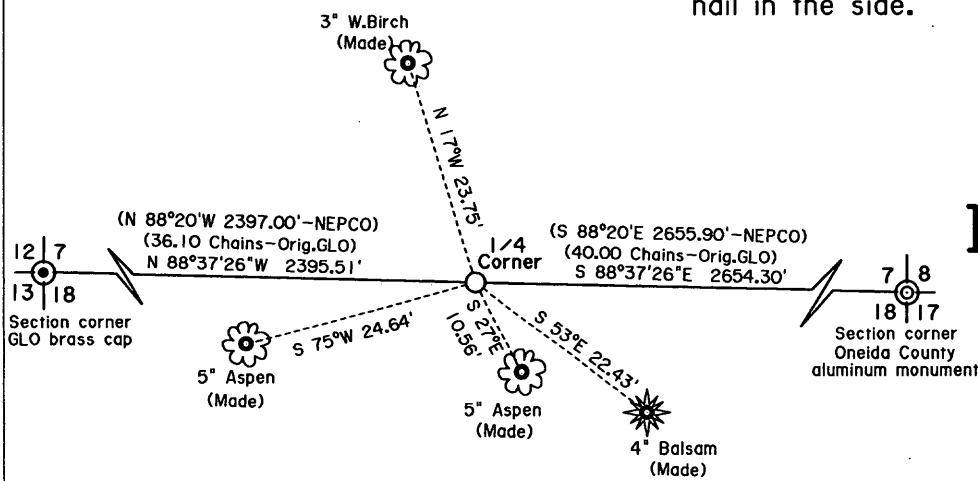 nail in the side.
3" W.Birch
(Made)
N 17°W 23.75'
(N 88°20'W 2397.00'-NEPCO)
(36.10 Chains-Orig.GLO)
N 88°37'26"W 2395.51'
1/4
Corner
(S 88°20'E 2655.90'-NEPCO)
(40.00 Chains-Orig.GLO)
S 88°37'26"E 2654.30'
12 7
13 18
Section corner
GLO brass cap
7 8
18 17
Section corner
Oneida County
aluminum monument
S 75°W 24.64'
5" Aspen
(Made)
S 27°E
10.56'
5" Aspen
(Made)
S 53°E 22.43'
4" Balsam
(Made)